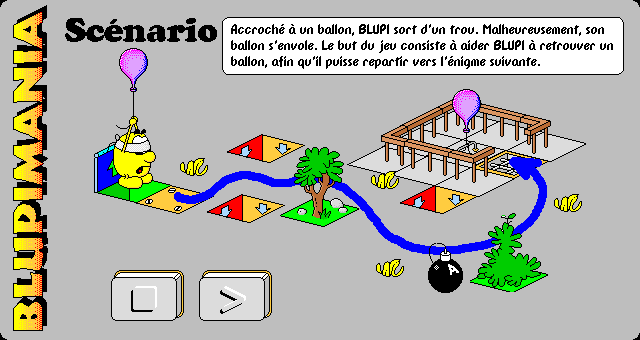 BLUPIMANIA
Scénario
Accroché à un ballon, BLUPI sort d'un trou. Malheureusement, son
ballon s'envole. Le but du jeu consiste à aider BLUPI à retrouver un
ballon, afin qu'il puisse repartir vers l'énigme suivante.
A